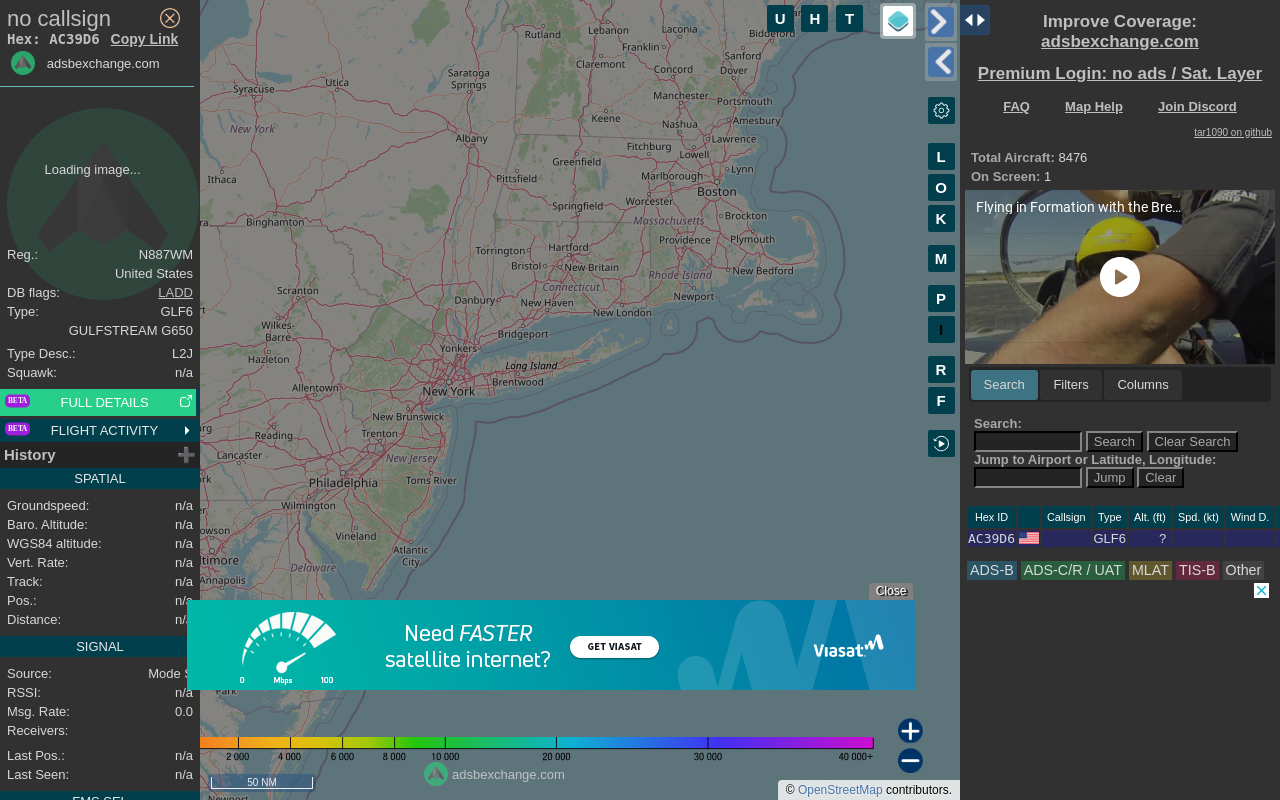 no callsign
Hex: AC39D6 Copy Link
adsbexchange.com
Loading image...
Reg.: N887WM
United States
DB flags: LADD
Type: GLF6
GULFSTREAM G650
Type Desc.: L2J
Squawk: n/a
BETA FULL DETAILS
BETA FLIGHT ACTIVITY
History
SPATIAL
Groundspeed: n/a
Baro. Altitude: n/a
WGS84 altitude: n/a
Vert. Rate: n/a
Track: n/a
Pos.: n/a
Distance: n/a
SIGNAL
Source: Mode S
RSSI: n/a
Msg. Rate: 0.0
Receivers:
Last Pos.: n/a
Last Seen: n/a
U H T
L
O
K
M
P
I
R
F
Rutland
Lebanon
Laconia
Biddeford
Franklin
Sanford
Claremont
Concord
Dover
Saratoga
Springs
Utica
Syracuse
Manchester
Portsmouth
Keene
Nashua
Amesbury
New York
Albany
Fitchburg
Lawrence
Greenfield
Lowell
Lynn
Ithaca
Pittsfield
Marlborough
Boston
Worcester
Binghamton
Springfield
Massachusetts
Brockton
Torrington
Hartford
Providence
Plymouth
Bristol
New Britain
Rhode Island
New Bedford
Connecticut
Scranton
Danbury
New Haven
Newport
New London
Wilkes-
Barre
Bridgeport
Hazleton
Yonkers
Long Island
Brentwood
Allentown
New York
New Brunswick
Reading
Trenton
Lancaster
New Jersey
Philadelphia
Toms River
Wilmington
Vineland
Atlantic
City
Delaware
Annapolis
Close
0 Mbps 100
Need FASTER
satellite internet?
GET VIASAT
Viasat
2 000 4 000 6 000 8 000 10 000 20 000 30 000 40 000+
adsbexchange.com
50 NM
© OpenStreetMap contributors.
Improve Coverage:
adsbexchange.com
Premium Login: no ads / Sat. Layer
FAQ Map Help Join Discord
tar1090 on github
Total Aircraft: 8476
On Screen: 1
Flying in Formation with the Bre...
Search Filters Columns
Search:
Search Clear Search
Jump to Airport or Latitude, Longitude:
Jump Clear
Hex ID Callsign Type Alt. (ft) Spd. (kt) Wind D.
AC39D6 GLF6 ?
ADS-B ADS-C/R / UAT MLAT TIS-B Other